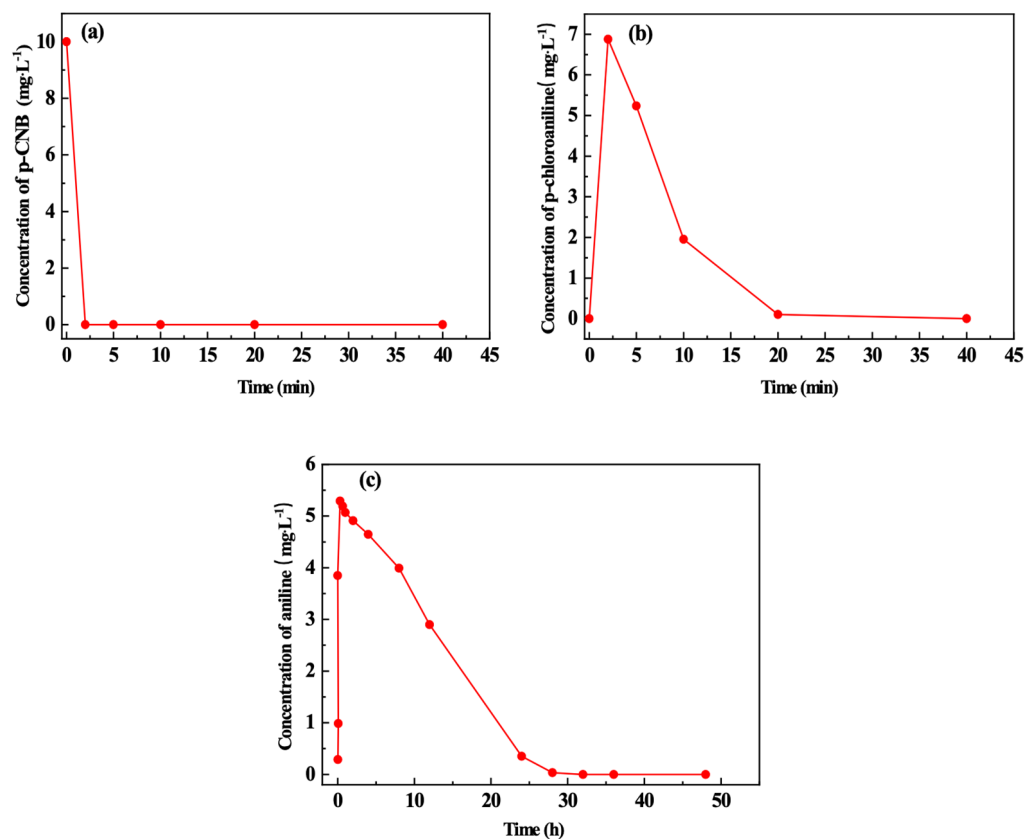 (a)
Concentration of p-CNB (mg·L⁻¹)
10
8
6
4
2
0
0 5 10 15 20 25 30 35 40 45
Time (min)
(b)
Concentration of p-chloroaniline( mg·L⁻¹)
7
6
5
4
3
2
1
0
0 5 10 15 20 25 30 35 40 45
Time (min)
(c)
Concentration of aniline ( mg·L⁻¹)
6
5
4
3
2
1
0
0 10 20 30 40 50
Time (h)